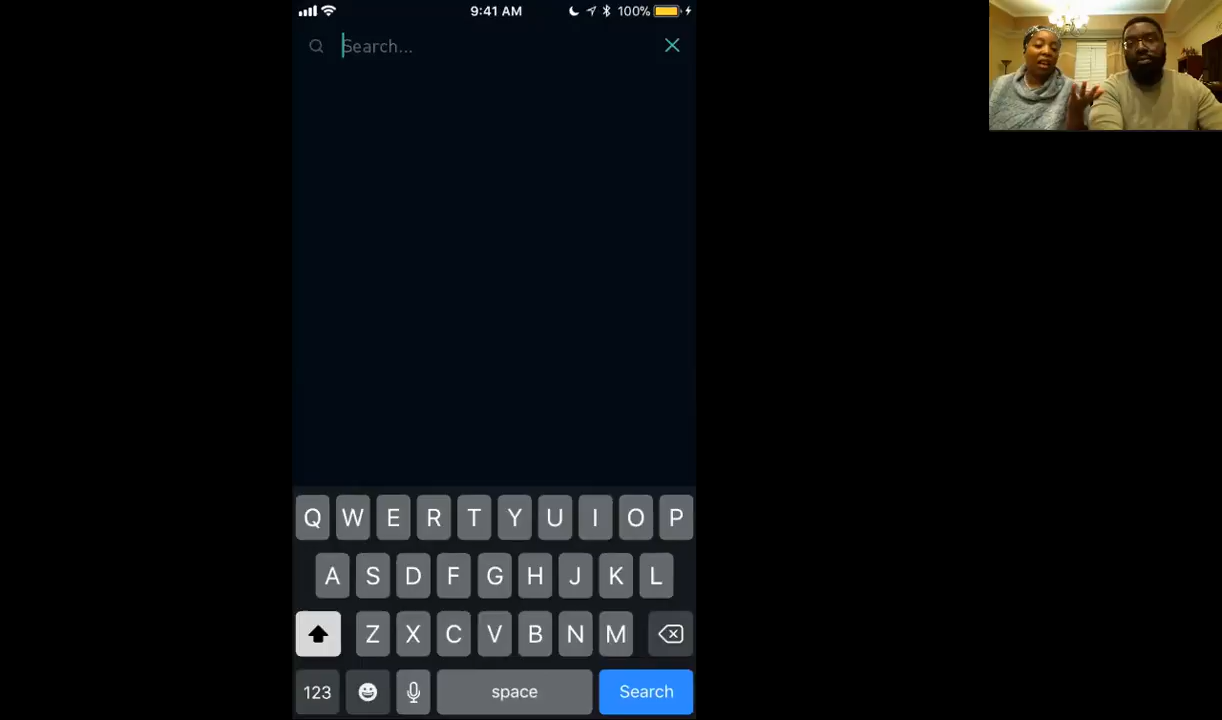 9:41 AM 100%
Search...
Q W E R T Y U I O P
A S D F G H J K L
Z X C V B N M
123 space Search